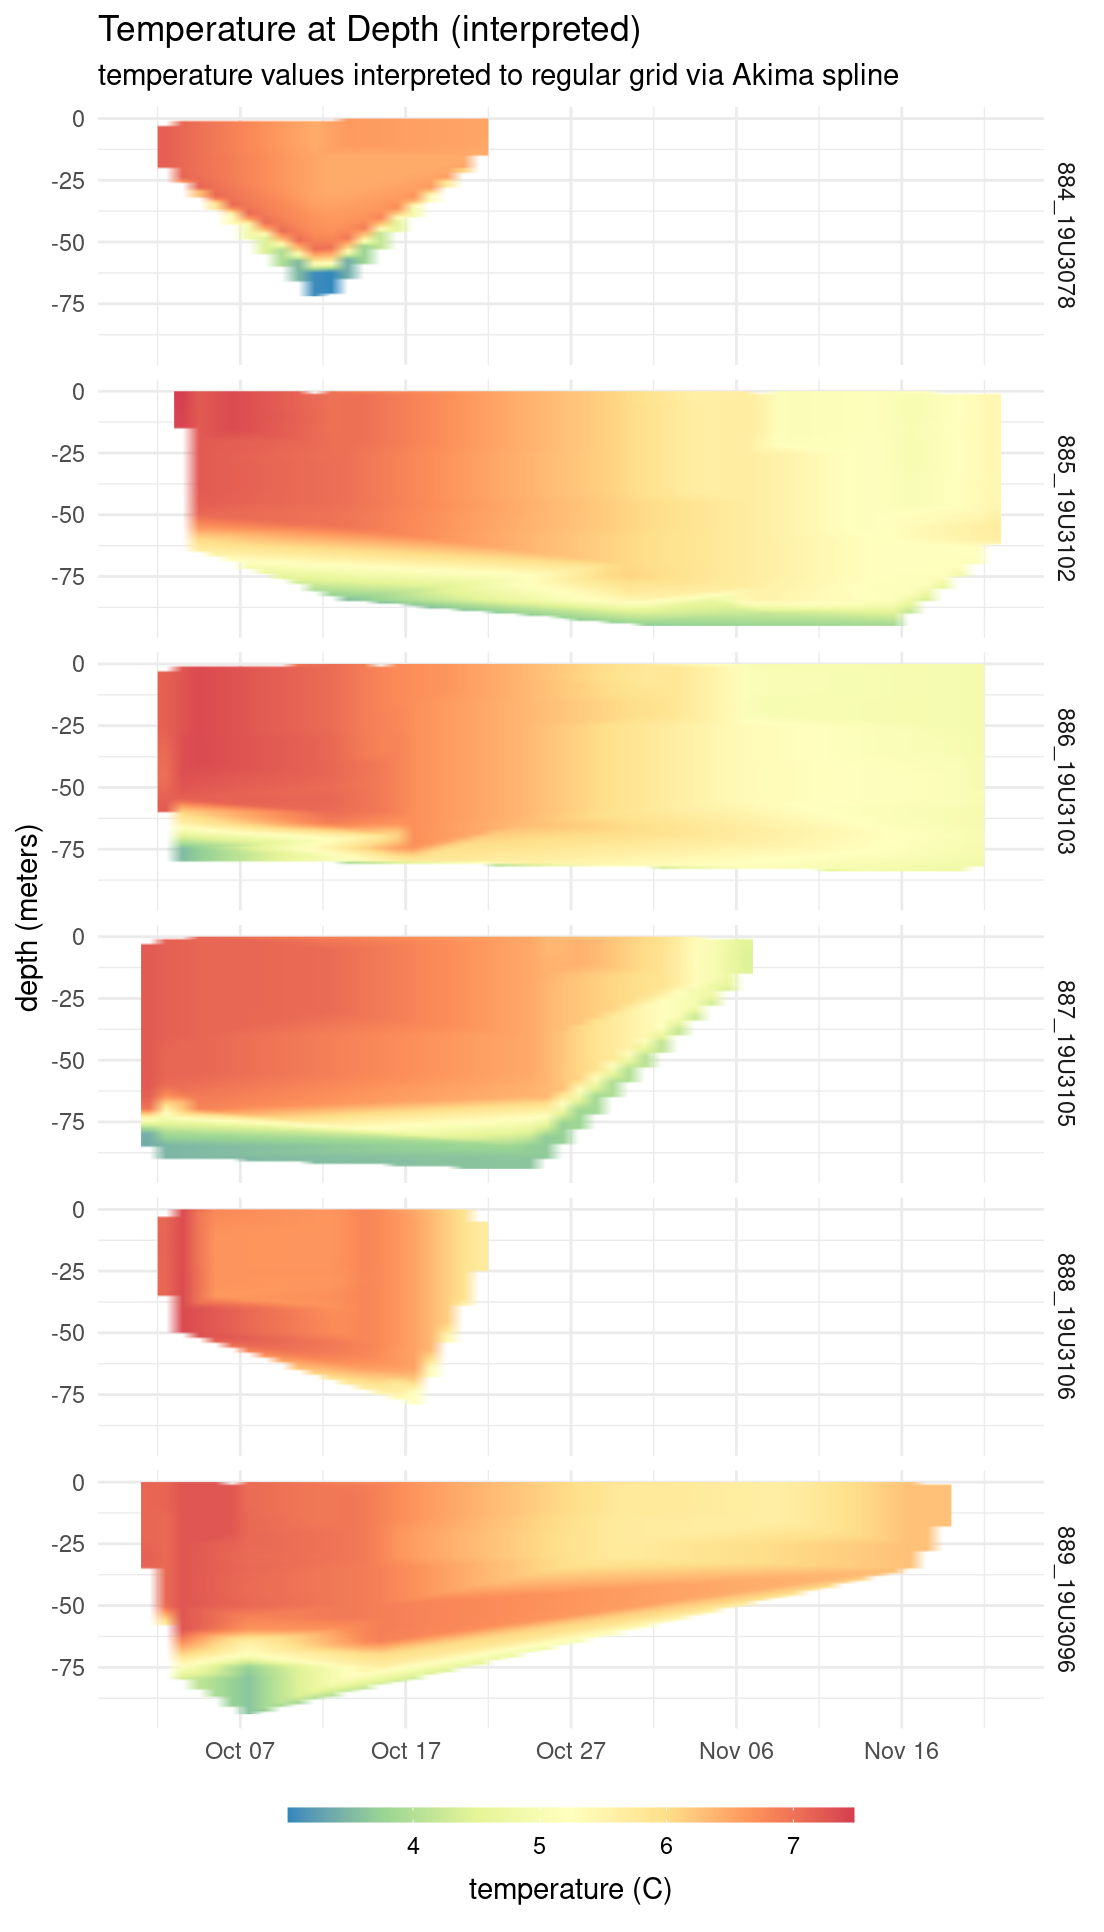 Temperature at Depth (interpreted)
temperature values interpreted to regular grid via Akima spline
depth (meters)
0
-25
-50
-75
884_19U3078
0
-25
-50
-75
885_19U3102
0
-25
-50
-75
886_19U3103
0
-25
-50
-75
887_19U3105
0
-25
-50
-75
888_19U3106
0
-25
-50
-75
889_19U3096
Oct 07 Oct 17 Oct 27 Nov 06 Nov 16
4 5 6 7
temperature (C)